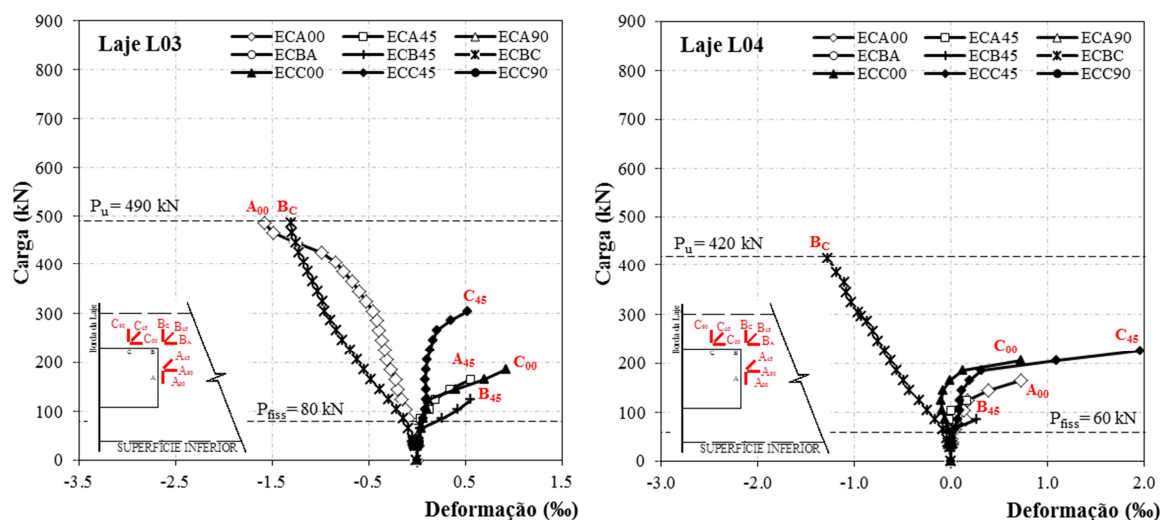 Laje L03
ECA00 ECA45 ECA90
ECBA ECB45 ECBC
ECC00 ECC45 ECC90
900
800
700
600
500
400
300
200
100
0
Carga (kN)
Pu = 490 kN
A00 BC
C45
A45
C00
B45
Pfiss = 80 kN
Borda da Laje
C00 C45 BC B45
C00 BA
C B
A45
A
A00
SUPERFÍCIE INFERIOR
-3.5 -2.5 -1.5 -0.5 0.5 1.5
Deformação (‰)
Laje L04
ECA00 ECA45 ECA90
ECBA ECB45 ECBC
ECC00 ECC45 ECC90
900
800
700
600
500
400
300
200
100
0
Carga (kN)
Pu = 420 kN
BC
C45
C00
A00
B45
Pfiss = 60 kN
Borda da Laje
C00 C45 BC B45
C00 BA
C B
A45
A
A00
SUPERFÍCIE INFERIOR
-3.0 -2.0 -1.0 0.0 1.0 2.0
Deformação (‰)